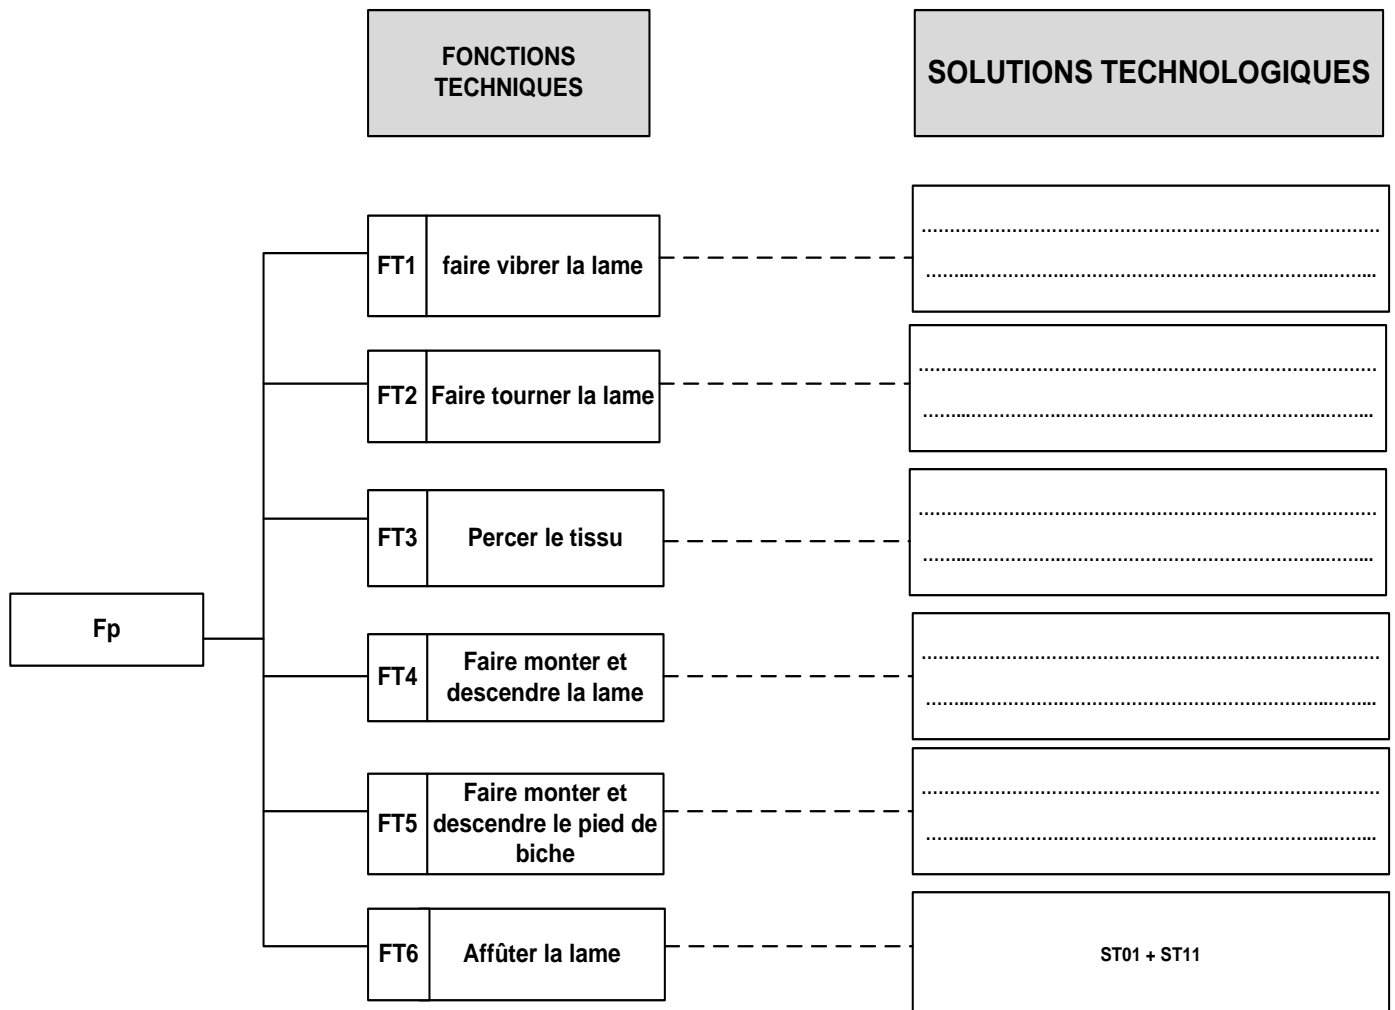 FONCTIONS
TECHNIQUES
SOLUTIONS TECHNOLOGIQUES
FT1 faire vibrer la lame
................................................................................
................................................................................
FT2 Faire tourner la lame
................................................................................
................................................................................
FT3 Percer le tissu
................................................................................
................................................................................
Fp
FT4 Faire monter et
descendre la lame
................................................................................
................................................................................
FT5 Faire monter et
descendre le pied de
biche
................................................................................
................................................................................
FT6 Affûter la lame
ST01 + ST11